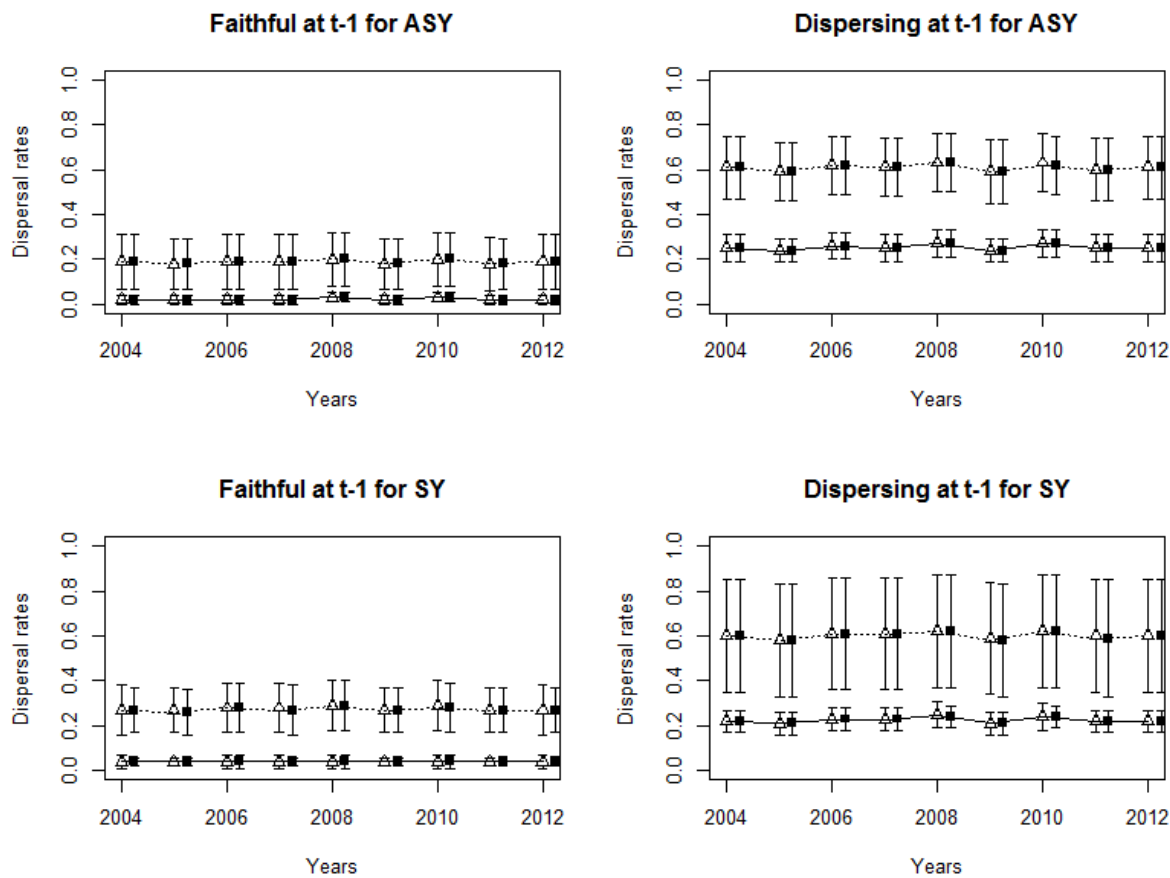 Faithful at t-1 for ASY
Dispersal rates
0.0 0.2 0.4 0.6 0.8 1.0
2004 2006 2008 2010 2012
Years
Dispersing at t-1 for ASY
Dispersal rates
0.0 0.2 0.4 0.6 0.8 1.0
2004 2006 2008 2010 2012
Years
Faithful at t-1 for SY
Dispersal rates
0.0 0.2 0.4 0.6 0.8 1.0
2004 2006 2008 2010 2012
Years
Dispersing at t-1 for SY
Dispersal rates
0.0 0.2 0.4 0.6 0.8 1.0
2004 2006 2008 2010 2012
Years